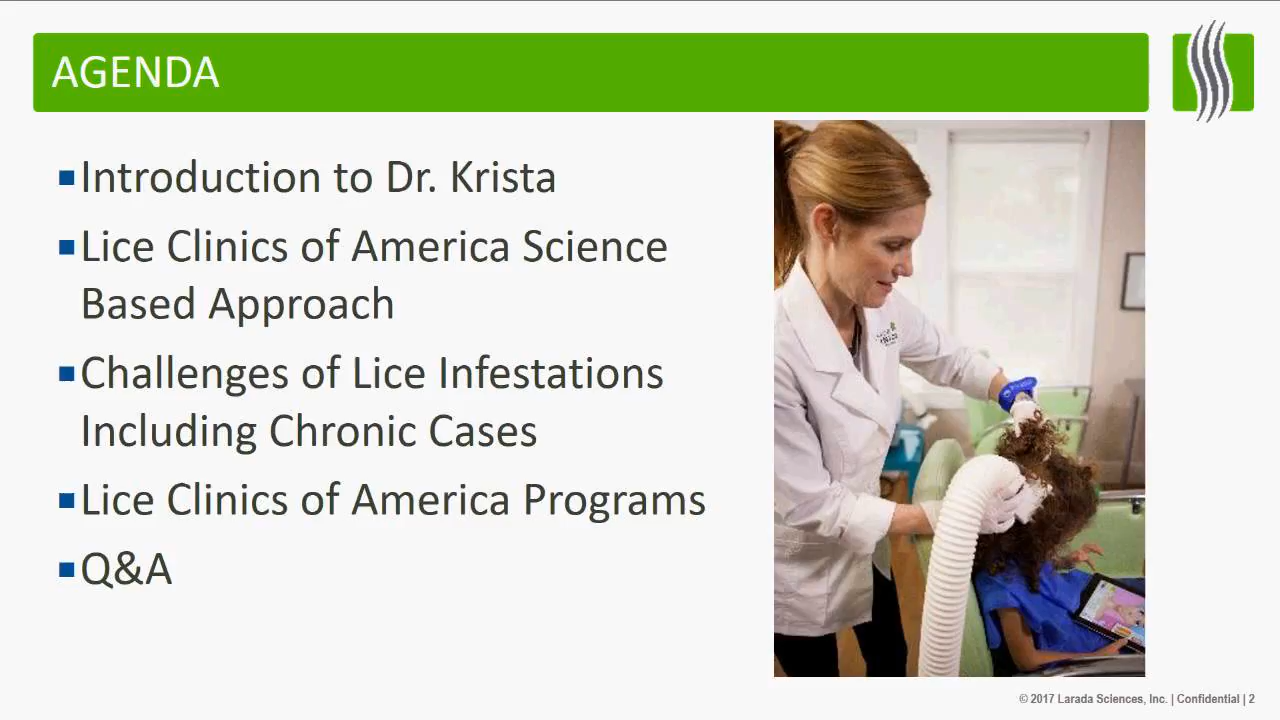 AGENDA
Introduction to Dr. Krista
Lice Clinics of America Science
Based Approach
Challenges of Lice Infestations
Including Chronic Cases
Lice Clinics of America Programs
Q&A
© 2017 Larada Sciences, Inc. | Confidential | 2